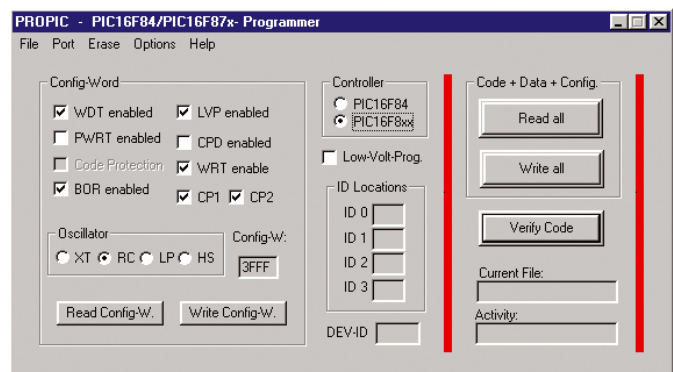 PROPIC - PIC16F84/PIC16F87x- Programmer
File Port Erase Options Help
Config-Word
WDT enabled
LVP enabled
PWRT enabled
CPD enabled
Code Protection
WRT enable
BOR enabled
CP1
CP2
Oscillator
XT
RC
LP
HS
Config-W:
3FFF
Read Config-W.
Write Config-W.
Controller
PIC16F84
PIC16F8xx
Low-Volt-Prog.
ID Locations
ID 0
ID 1
ID 2
ID 3
DEV-ID
Code + Data + Config.
Read all
Write all
Verify Code
Current File:
Activity: